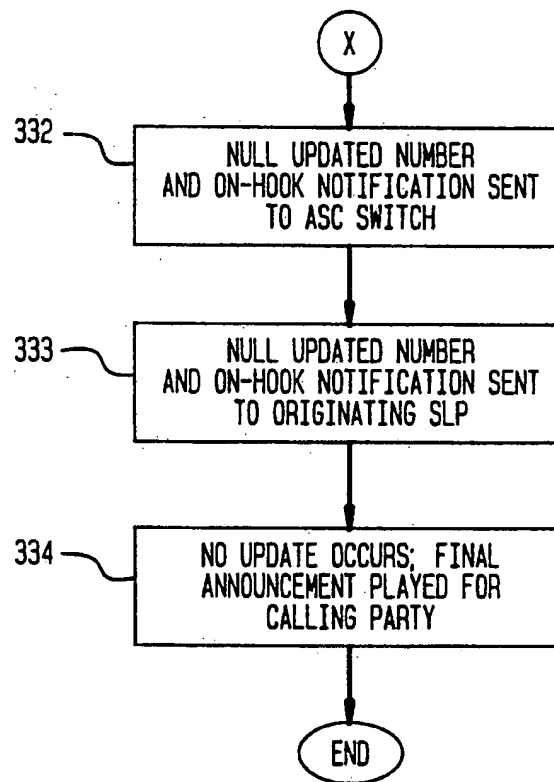 X
332
NULL UPDATED NUMBER
AND ON-HOOK NOTIFICATION SENT
TO ASC SWITCH
333
NULL UPDATED NUMBER
AND ON-HOOK NOTIFICATION SENT
TO ORIGINATING SLP
334
NO UPDATE OCCURS; FINAL
ANNOUNCEMENT PLAYED FOR
CALLING PARTY
END